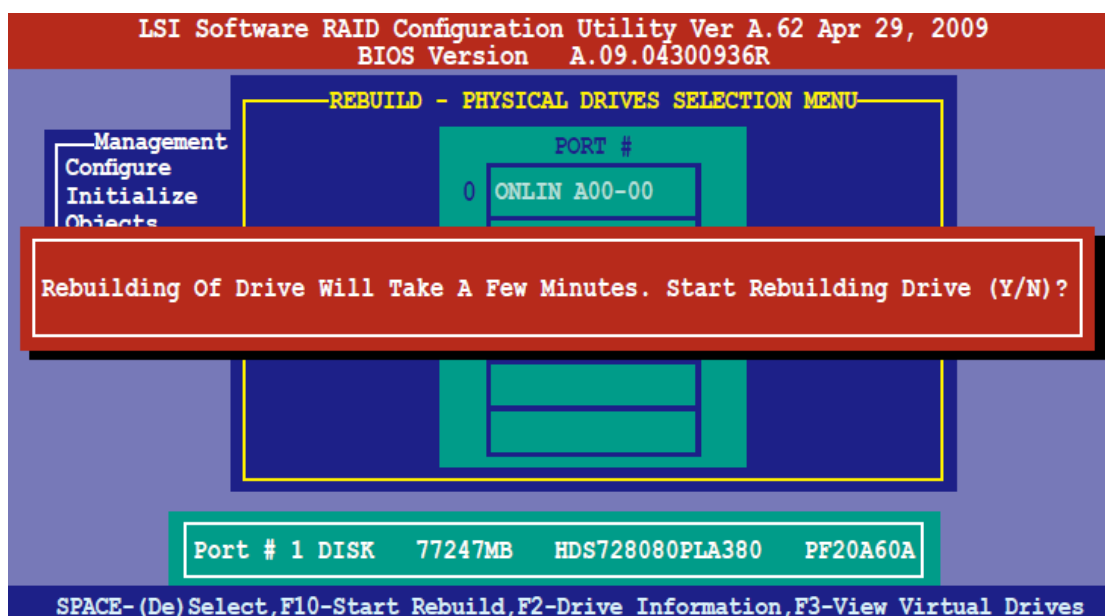 LSI Software RAID Configuration Utility Ver A.62 Apr 29, 2009
BIOS Version A.09.04300936R
REBUILD - PHYSICAL DRIVES SELECTION MENU
Management
PORT #
Configure
0 ONLIN A00-00
Initialize
Objects
Rebuilding Of Drive Will Take A Few Minutes. Start Rebuilding Drive (Y/N)?
Port # 1 DISK 77247MB HDS728080PLA380 PF20A60A
SPACE-(De)Select,F10-Start Rebuild,F2-Drive Information,F3-View Virtual Drives